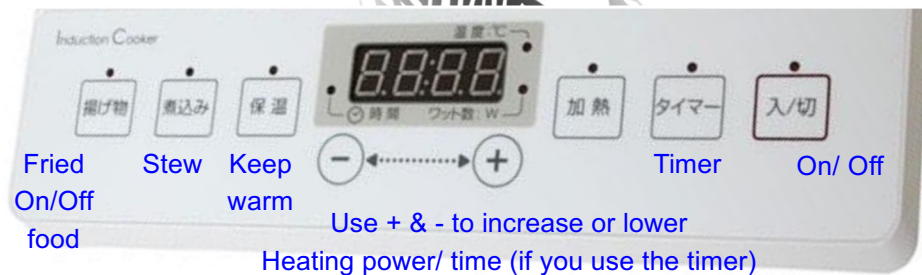 Induction Cooker
温度:℃
88:88
時間 ワット数:W
揚げ物
煮込み
保温
加熱
タイマー
入/切
Fried
On/Off
food
Stew
Keep
warm
Timer
On/ Off
− +
Use + & - to increase or lower
Heating power/ time (if you use the timer)